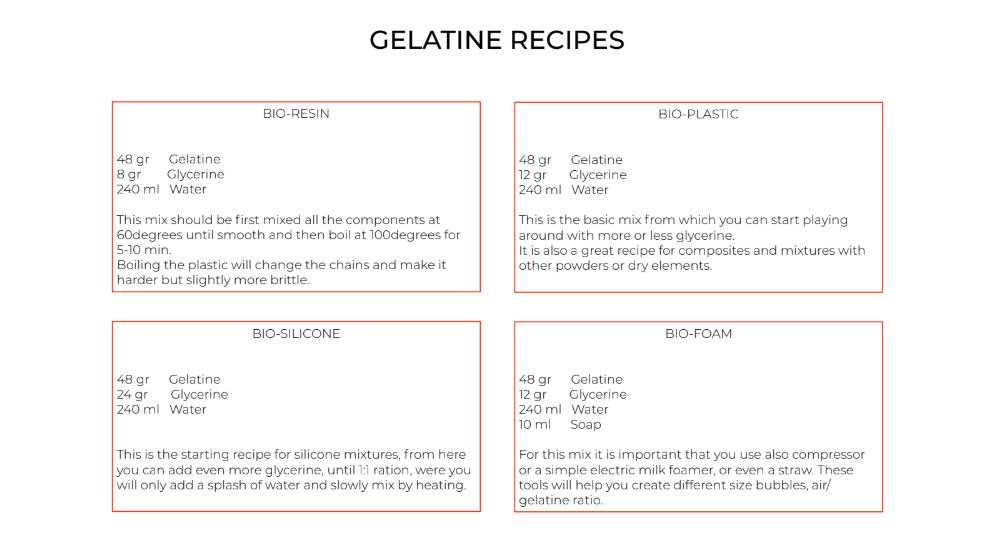 GELATINE RECIPES
BIO-RESIN
48 gr Gelatine
8 gr Glycerine
240 ml Water
This mix should be first mixed all the components at
60degrees until smooth and then boil at 100degrees for
5-10 min.
Boiling the plastic will change the chains and make it
harder but slightly more brittle.
BIO-PLASTIC
48 gr Gelatine
12 gr Glycerine
240 ml Water
This is the basic mix from which you can start playing
around with more or less glycerine.
It is also a great recipe for composites and mixtures with
other powders or dry elements.
BIO-SILICONE
48 gr Gelatine
24 gr Glycerine
240 ml Water
This is the starting recipe for silicone mixtures, from here
you can add even more glycerine, until 1:1 ration, were you
will only add a splash of water and slowly mix by heating.
BIO-FOAM
48 gr Gelatine
12 gr Glycerine
240 ml Water
10 ml Soap
For this mix it is important that you use also compressor
or a simple electric milk foamer, or even a straw. These
tools will help you create different size bubbles, air/
gelatine ratio.